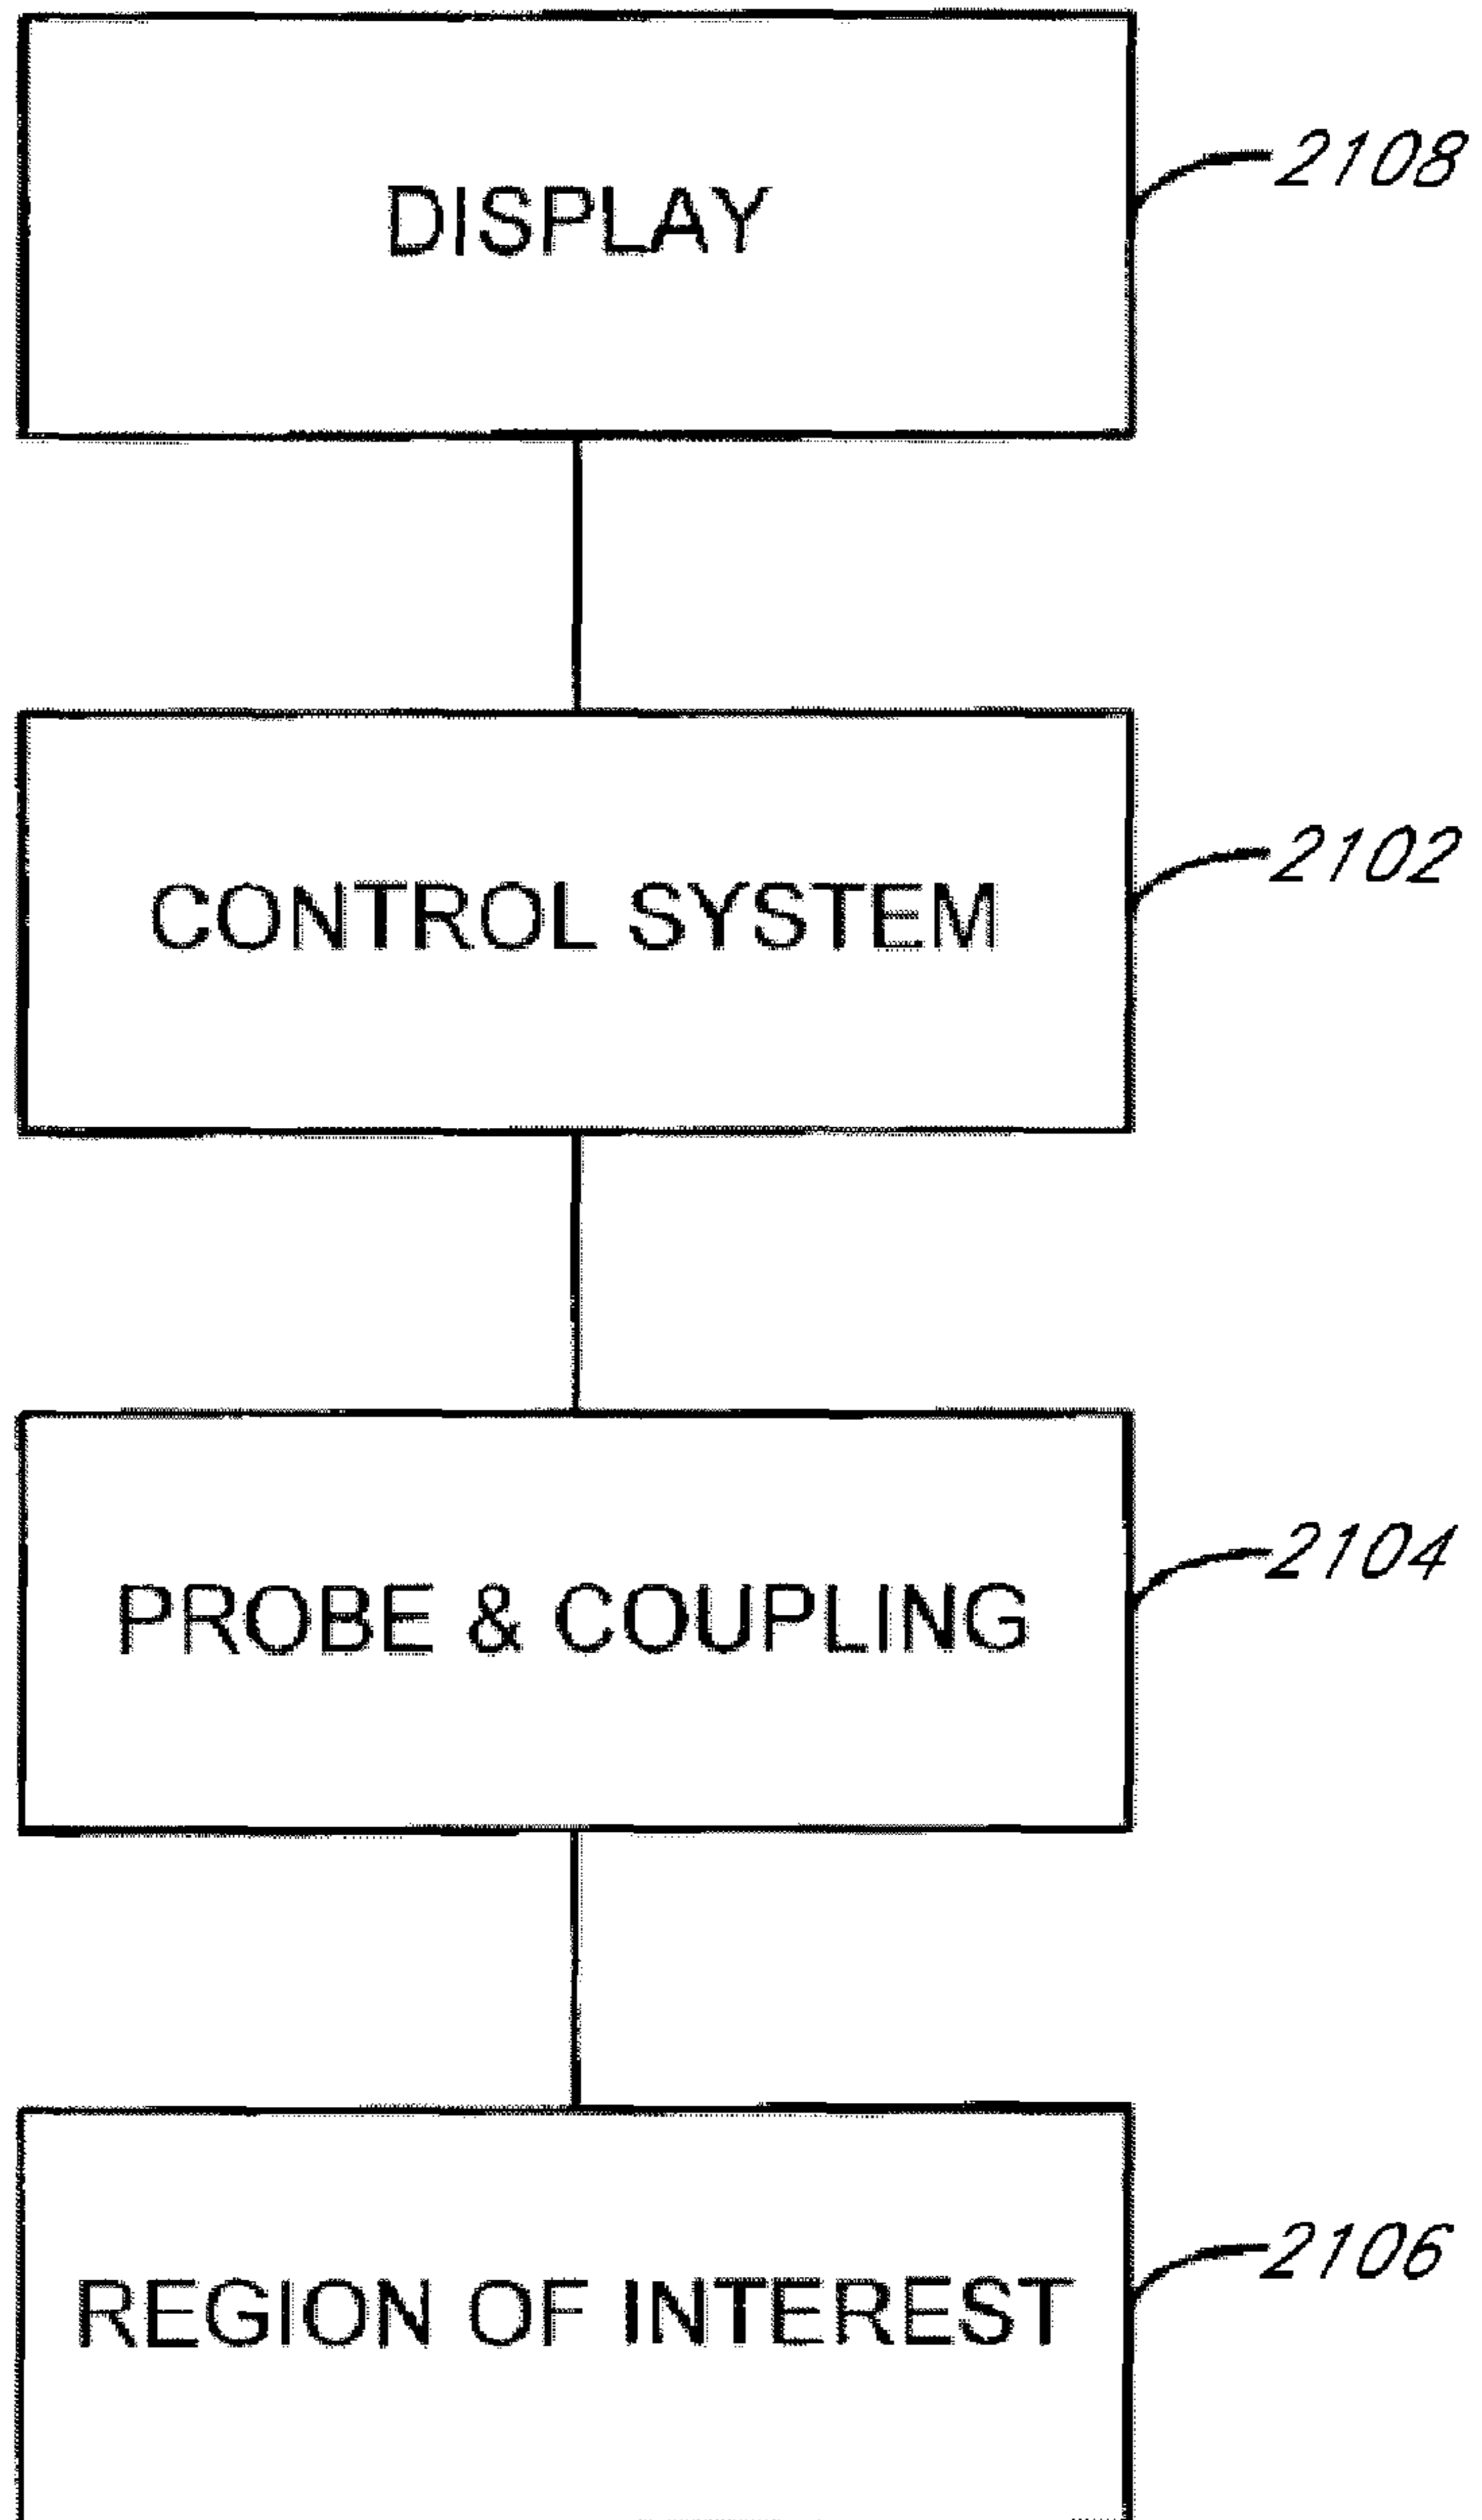 DISPLAY
2108
CONTROL SYSTEM
2102
PROBE & COUPLING
2104
REGION OF INTEREST
2106